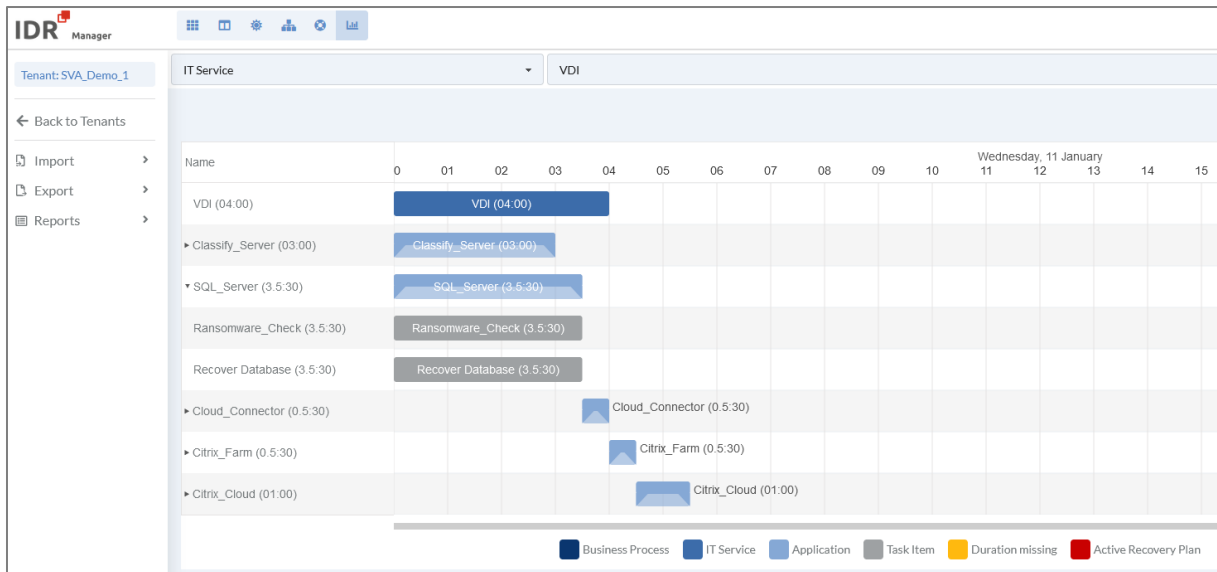 IDR Manager
Tenant: SVA_Demo_1
IT Service VDI
Back to Tenants
Import
Export
Reports
Name
Wednesday, 11 January
0 01 02 03 04 05 06 07 08 09 10 11 12 13 14 15
VDI (04:00) VDI (04:00)
Classify_Server (03:00) Classify_Server (03:00)
SQL_Server (3.5:30) SQL_Server (3.5:30)
Ransomware_Check (3.5:30) Ransomware_Check (3.5:30)
Recover Database (3.5:30) Recover Database (3.5:30)
Cloud_Connector (0.5:30) Cloud_Connector (0.5:30)
Citrix_Farm (0.5:30) Citrix_Farm (0.5:30)
Citrix_Cloud (01:00) Citrix_Cloud (01:00)
Business Process IT Service Application Task Item Duration missing Active Recovery Plan